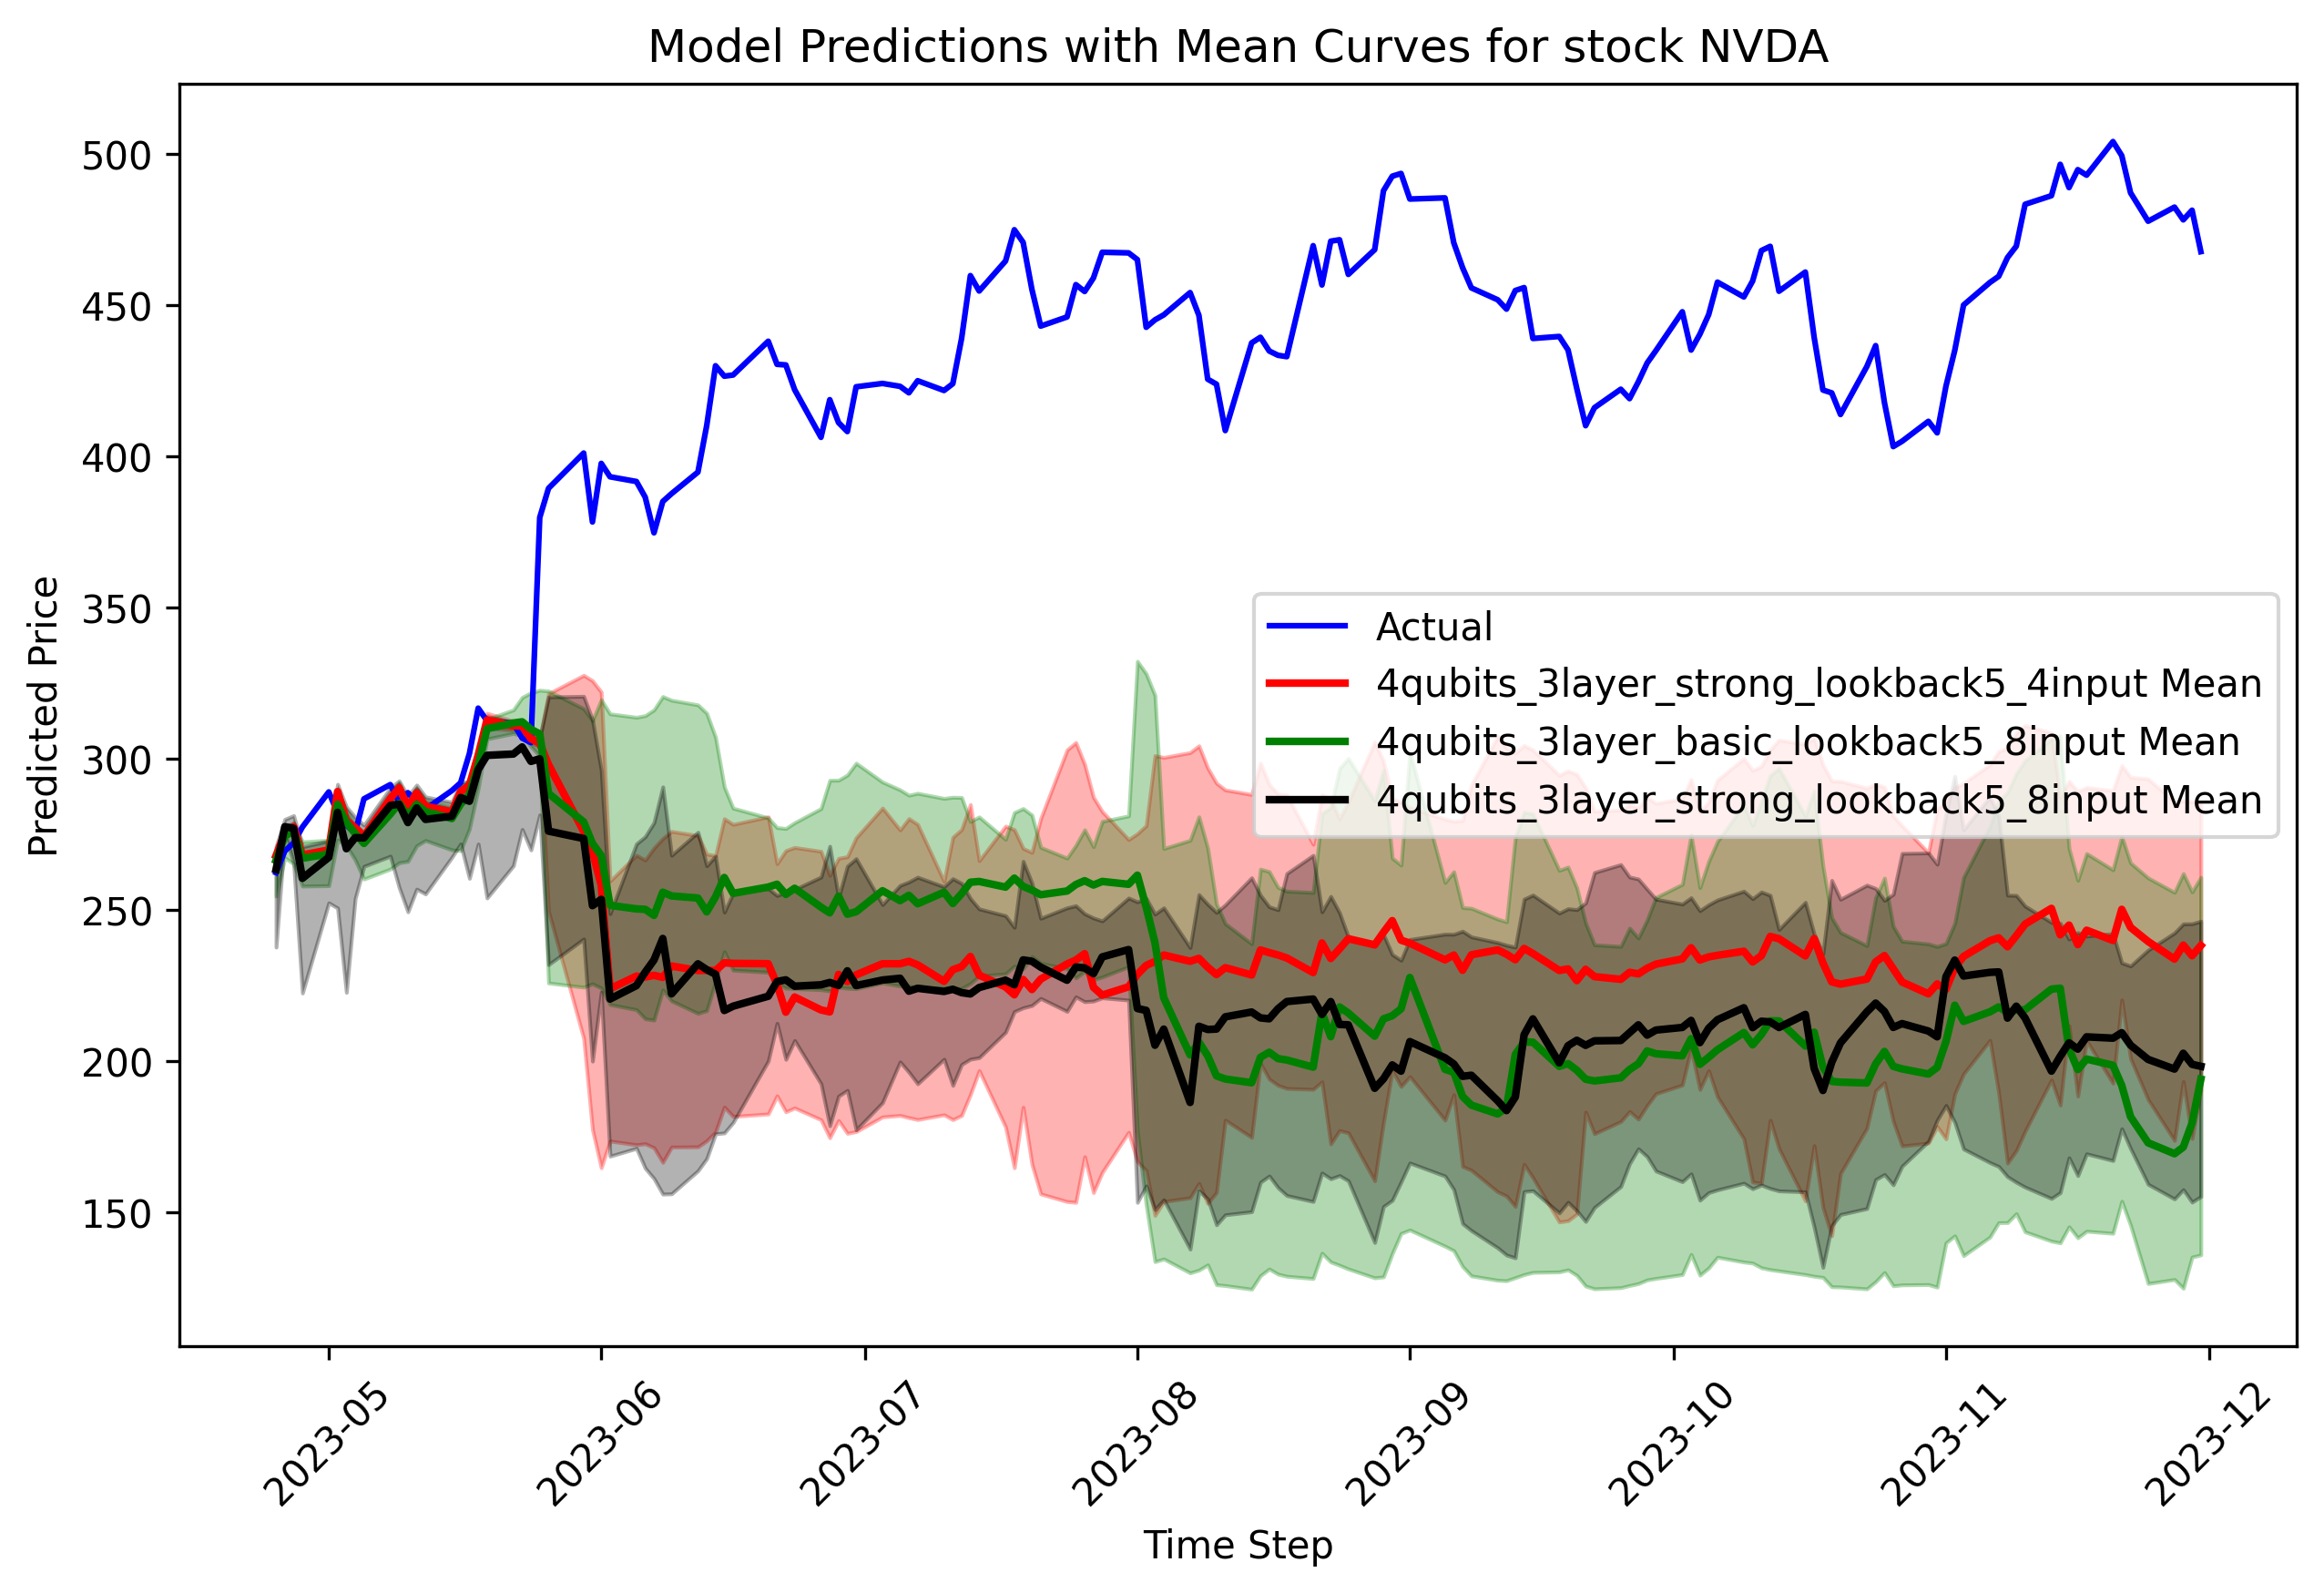 Model Predictions with Mean Curves for stock NVDA
Predicted Price
500
450
400
350
300
250
200
150
Actual
4qubits_3layer_strong_lookback5_4input Mean
4qubits_3layer_basic_lookback5_8input Mean
4qubits_3layer_strong_lookback5_8input Mean
2023-05
2023-06
2023-07
2023-08
2023-09
2023-10
2023-11
2023-12
Time Step